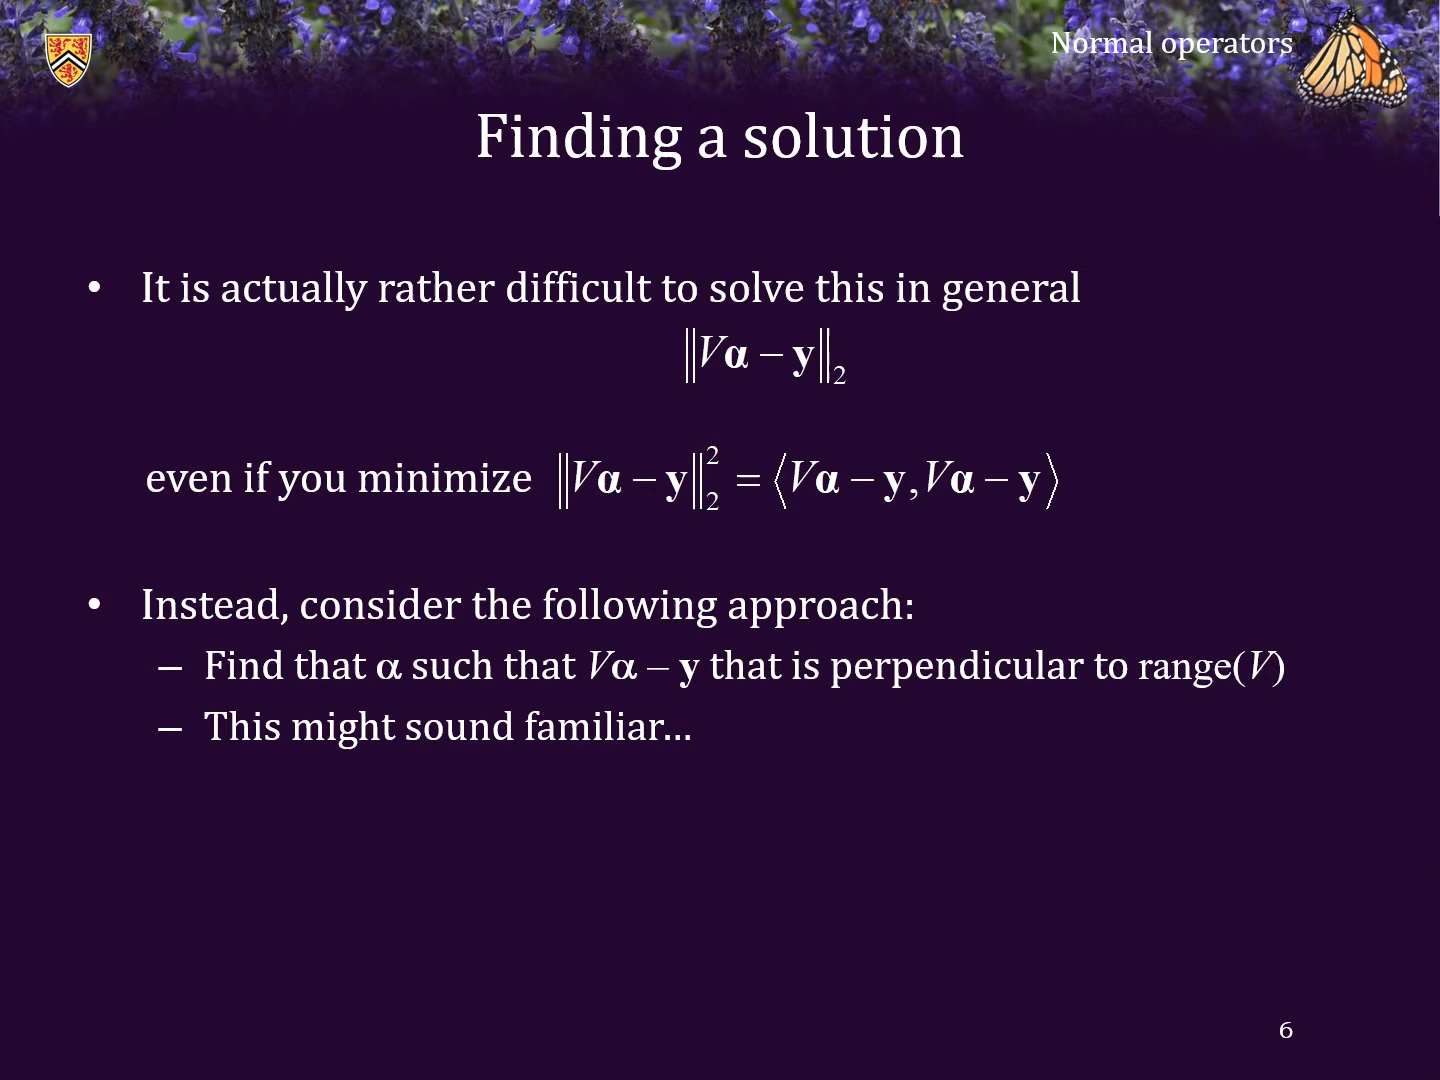 Normal operators
Finding a solution
• It is actually rather difficult to solve this in general
‖Vα − y‖₂
even if you minimize ‖Vα − y‖₂² = ⟨Vα − y, Vα − y⟩
• Instead, consider the following approach:
– Find that α such that Vα – y that is perpendicular to range(V)
– This might sound familiar…
6